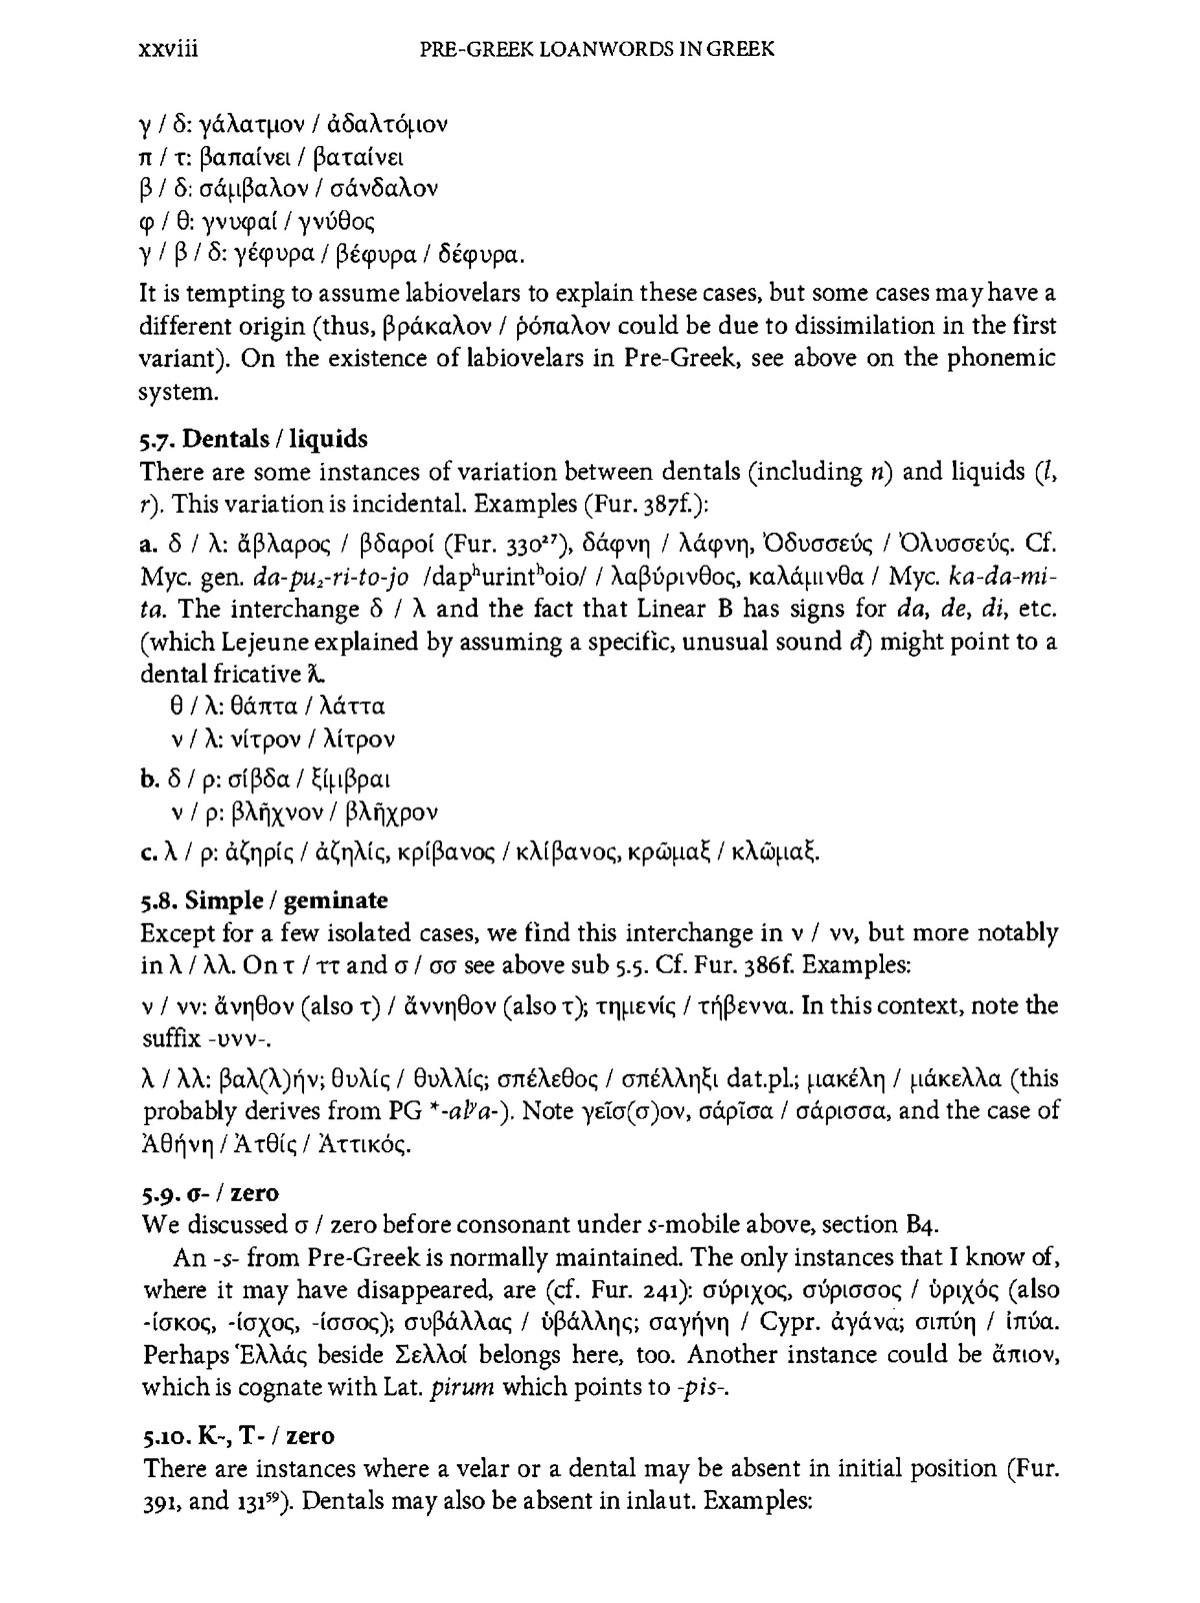 xxviii PRE-GREEK LOANWORDS IN GREEK
γ / δ: γάλατμον / ἀδαλτόμιον
π / τ: βαπαίνει / βαταίνει
β / δ: σάμβαλον / σάνδαλον
φ / θ: γνυφαί / γνύθος
γ / β / δ: γέφυρα / βέφυρα / δέφυρα.
It is tempting to assume labiovelars to explain these cases, but some cases may have a
different origin (thus, βράκαλον / ῥόπαλον could be due to dissimilation in the first
variant). On the existence of labiovelars in Pre-Greek, see above on the phonemic
system.
5.7. Dentals / liquids
There are some instances of variation between dentals (including n) and liquids (l,
r). This variation is incidental. Examples (Fur. 387f.):
a. δ / λ: ἄβλαρος / βδαροί (Fur. 330²⁷), δάφνη / λάφνη, Ὀδυσσεύς / Ὀλυσσεύς. Cf.
Myc. gen. da-pu₂-ri-to-jo /dapʰurintʰoio/ / λαβύρινθος, καλάμινθα / Myc. ka-da-mi-
ta. The interchange δ / λ and the fact that Linear B has signs for da, de, di, etc.
(which Lejeune explained by assuming a specific, unusual sound đ) might point to a
dental fricative ƛ.
θ / λ: θάπτα / λάττα
ν / λ: νίτρον / λίτρον
b. δ / ρ: σίβδα / ξίμβραι
ν / ρ: βλῆχνον / βλῆχρον
c. λ / ρ: ἀζηρίς / ἀζηλίς, κρίβανος / κλίβανος, κρῶμαξ / κλῶμαξ.
5.8. Simple / geminate
Except for a few isolated cases, we find this interchange in ν / νν, but more notably
in λ / λλ. On τ / ττ and σ / σσ see above sub 5.5. Cf. Fur. 386f. Examples:
ν / νν: ἄνηθον (also τ) / ἄννηθον (also τ); τημενίς / τήβεννα. In this context, note the
suffix -υνν-.
λ / λλ: βαλ(λ)ήν; θυλίς / θυλλίς; σπέλεθος / σπέλληξι dat.pl.; μακέλη / μάκελλα (this
probably derives from PG *-alʸa-). Note γεῖσ(σ)ον, σάρῖσα / σάρισσα, and the case of
Ἀθήνη / Ἀτθίς / Ἀττικός.
5.9. σ- / zero
We discussed σ / zero before consonant under s-mobile above, section B4.
An -s- from Pre-Greek is normally maintained. The only instances that I know of,
where it may have disappeared, are (cf. Fur. 241): σύριχος, σύρισσος / ὑριχός (also
-ίσκος, -ίσχος, -ίσσος); συβάλλας / ὑβάλλης; σαγήνη / Cypr. ἀγάνα; σιπύη / ἰπύα.
Perhaps Ἑλλάς beside Σελλοί belongs here, too. Another instance could be ἄπιον,
which is cognate with Lat. pirum which points to -pis-.
5.10. K-, T- / zero
There are instances where a velar or a dental may be absent in initial position (Fur.
391, and 131⁵⁹). Dentals may also be absent in inlaut. Examples: